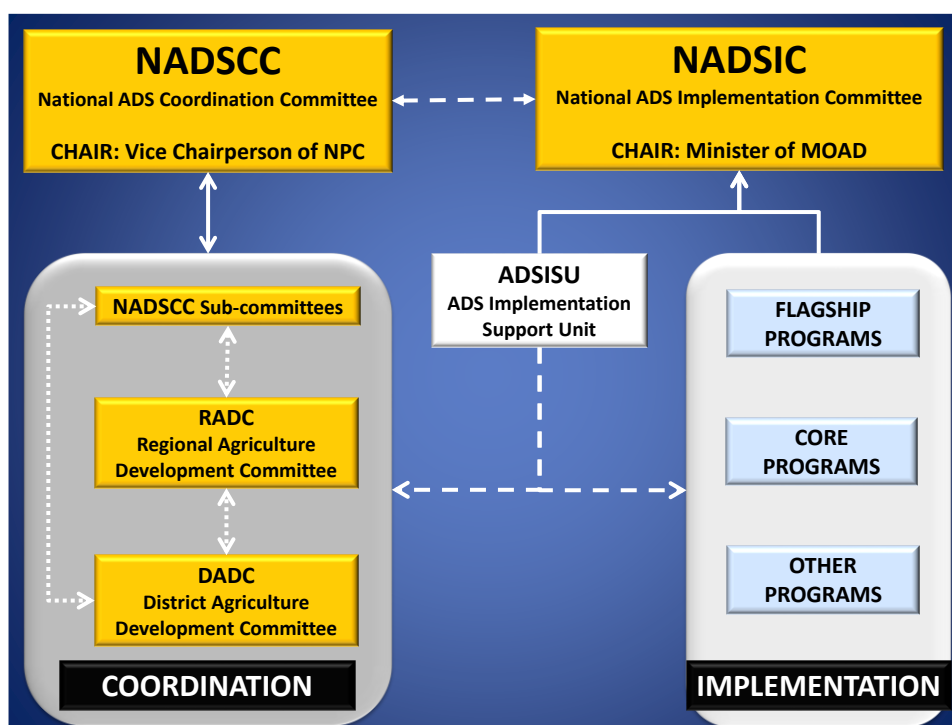 NADSCC
National ADS Coordination Committee
CHAIR: Vice Chairperson of NPC
NADSIC
National ADS Implementation Committee
CHAIR: Minister of MOAD
NADSCC Sub-committees
RADC
Regional Agriculture
Development Committee
DADC
District Agriculture
Development Committee
COORDINATION
ADSISU
ADS Implementation
Support Unit
FLAGSHIP
PROGRAMS
CORE
PROGRAMS
OTHER
PROGRAMS
IMPLEMENTATION